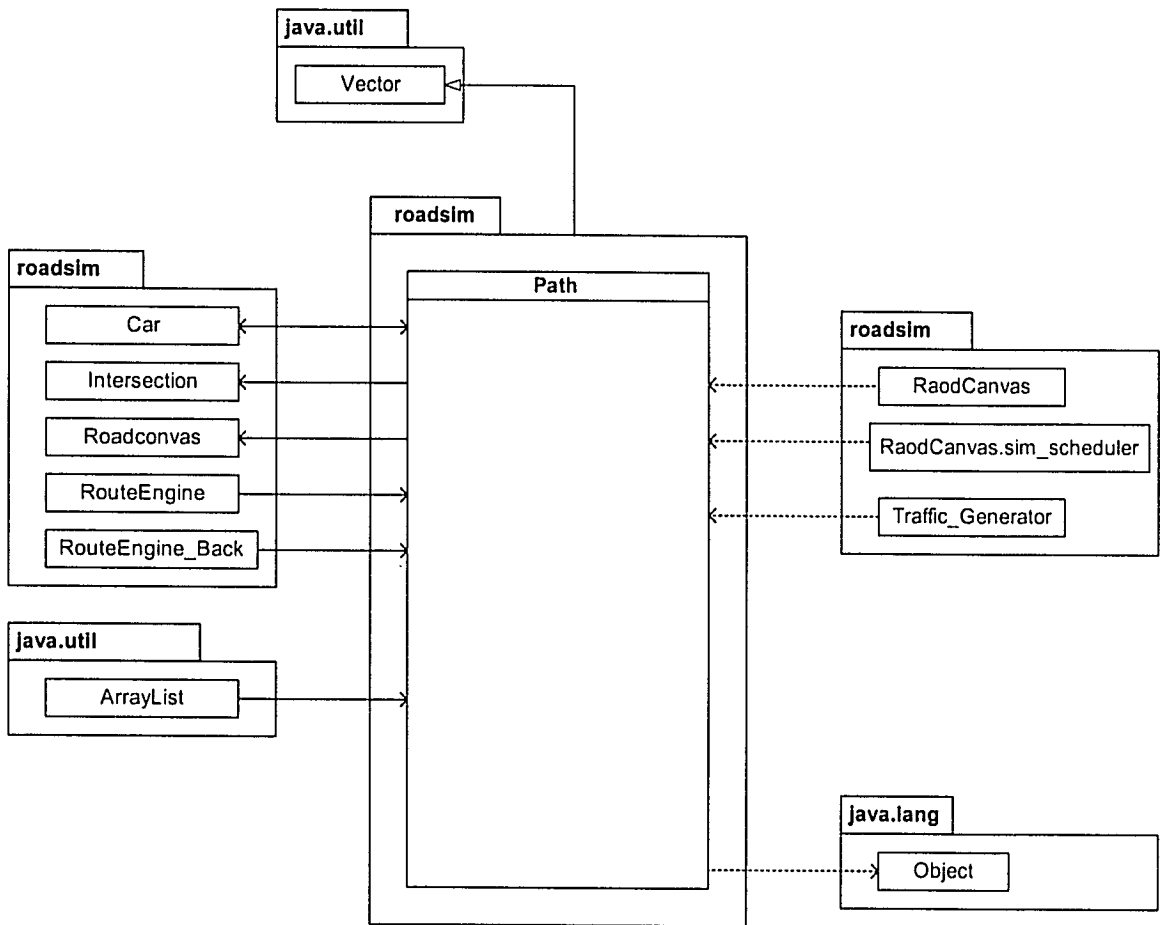 java.util
Vector
roadsim
Path
roadsim
Car
Intersection
Roadconvas
RouteEngine
RouteEngine_Back
java.util
ArrayList
roadsim
RaodCanvas
RaodCanvas.sim_scheduler
Traffic_Generator
java.lang
Object